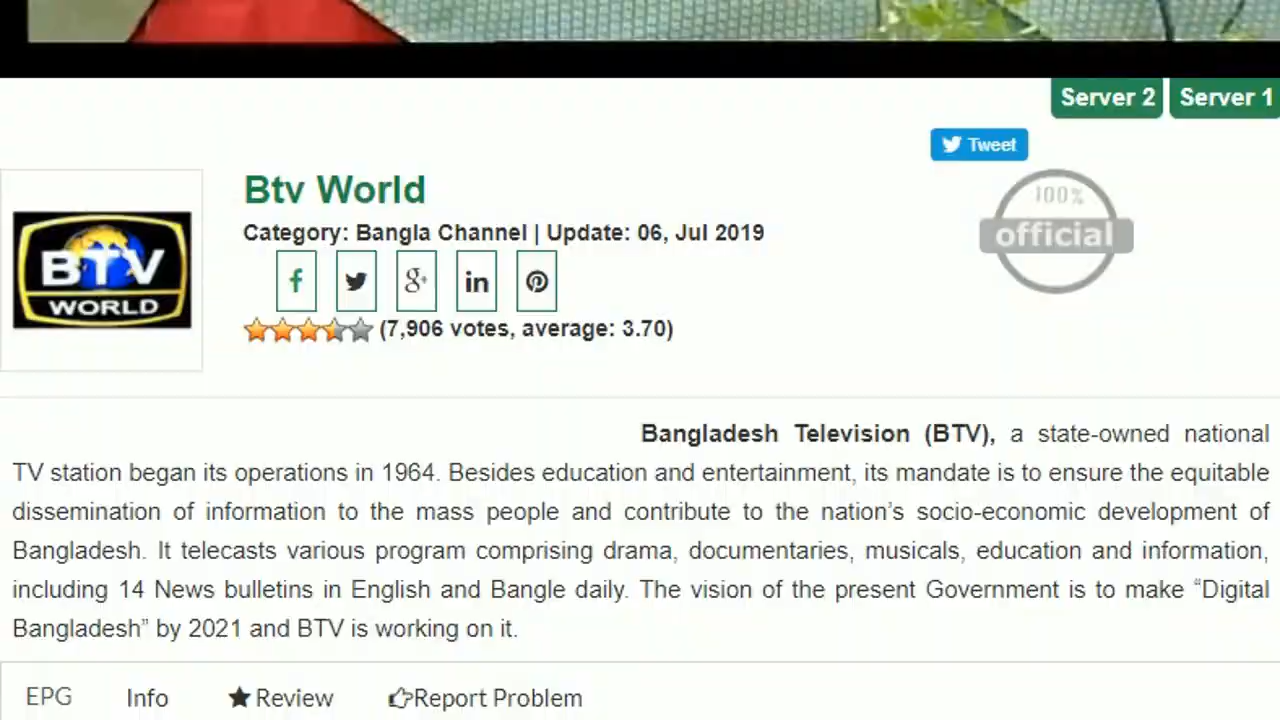 Server 2 Server 1
Tweet
100%
official
BTV
WORLD
Btv World
Category: Bangla Channel | Update: 06, Jul 2019
f g+ in
(7,906 votes, average: 3.70)
Bangladesh Television (BTV), a state-owned national
TV station began its operations in 1964. Besides education and entertainment, its mandate is to ensure the equitable
dissemination of information to the mass people and contribute to the nation’s socio-economic development of
Bangladesh. It telecasts various program comprising drama, documentaries, musicals, education and information,
including 14 News bulletins in English and Bangle daily. The vision of the present Government is to make “Digital
Bangladesh” by 2021 and BTV is working on it.
EPG Info Review Report Problem